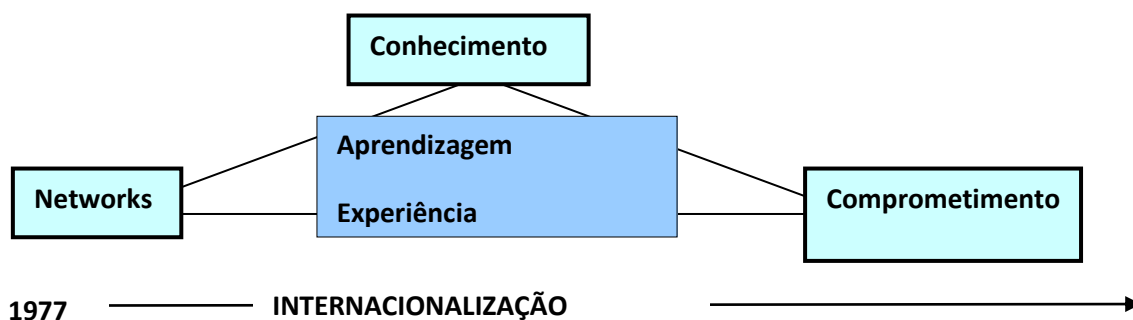 Conhecimento
Aprendizagem
Networks
Experiência
Comprometimento
1977
INTERNACIONALIZAÇÃO